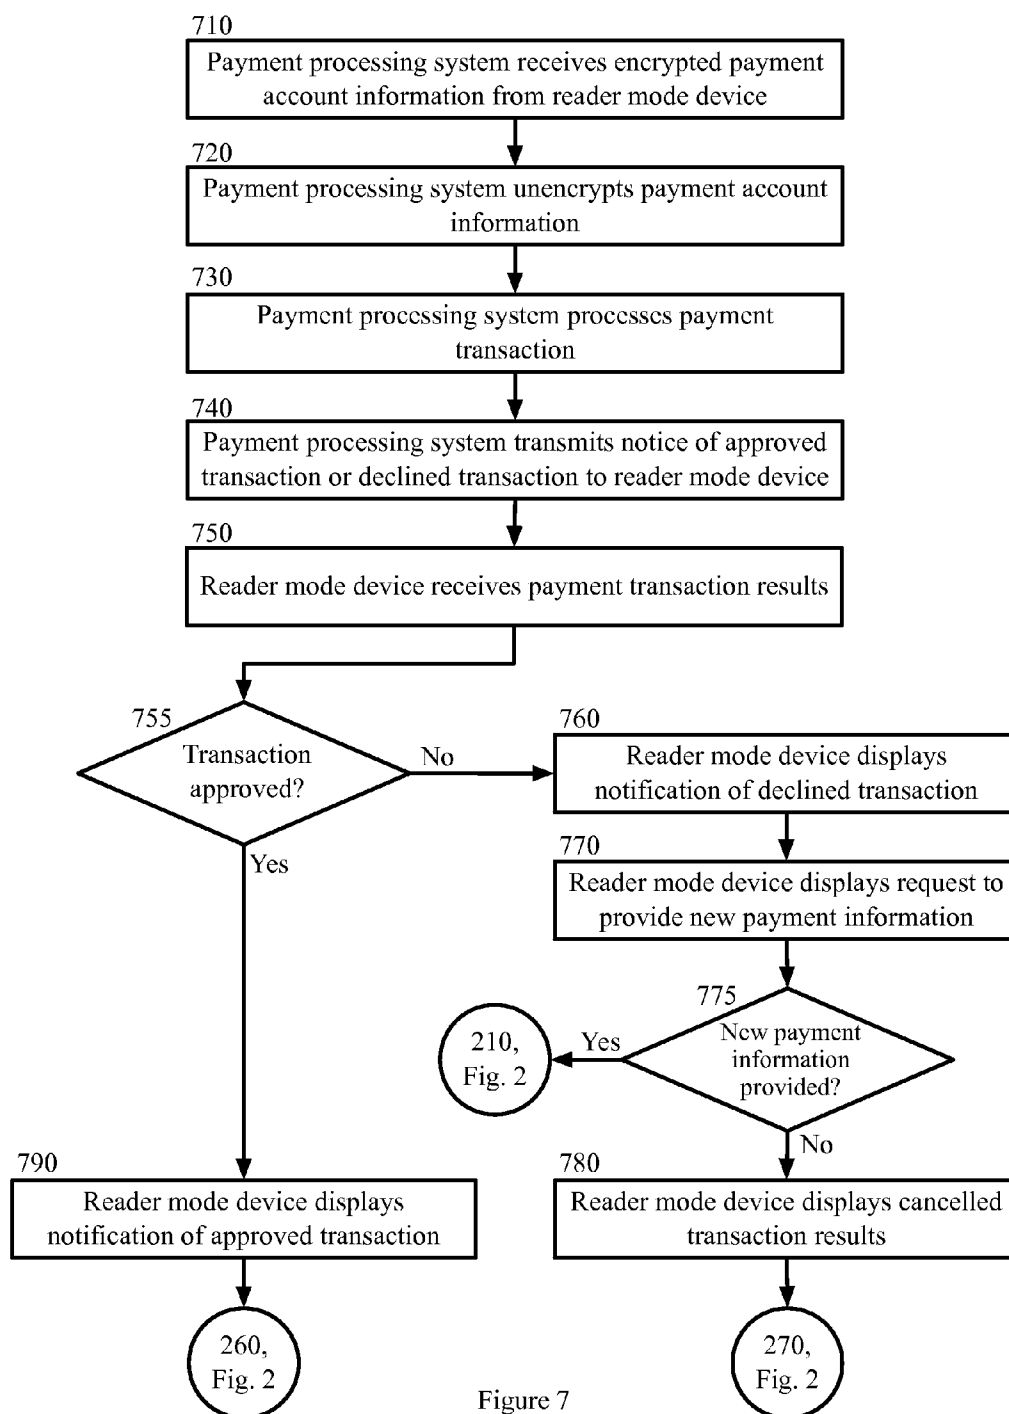 710
Payment processing system receives encrypted payment
account information from reader mode device
720
Payment processing system unencrypts payment account
information
730
Payment processing system processes payment
transaction
740
Payment processing system transmits notice of approved
transaction or declined transaction to reader mode device
750
Reader mode device receives payment transaction results
755
Transaction
approved?
No
Yes
760
Reader mode device displays
notification of declined transaction
770
Reader mode device displays request to
provide new payment information
775
New payment
information
provided?
Yes
210,
Fig. 2
No
790
Reader mode device displays
notification of approved transaction
780
Reader mode device displays cancelled
transaction results
260,
Fig. 2
270,
Fig. 2
Figure 7